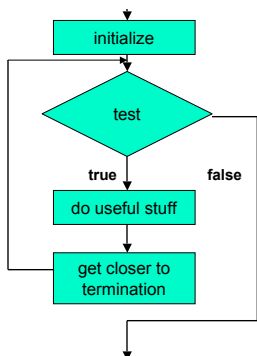 initialize
test
true
false
do useful stuff
get closer to
termination